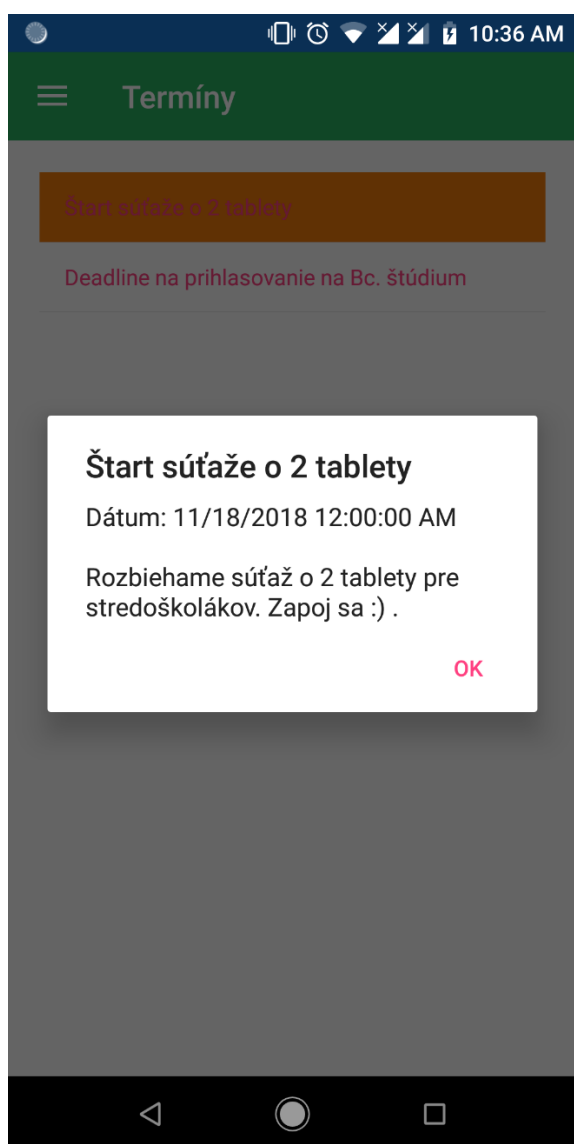 10:36 AM
Termíny
Štart súťaže o 2 tablety
Deadline na prihlasovanie na Bc. štúdium
Štart súťaže o 2 tablety
Dátum: 11/18/2018 12:00:00 AM
Rozbiehame súťaž o 2 tablety pre
stredoškolákov. Zapoj sa :) .
OK